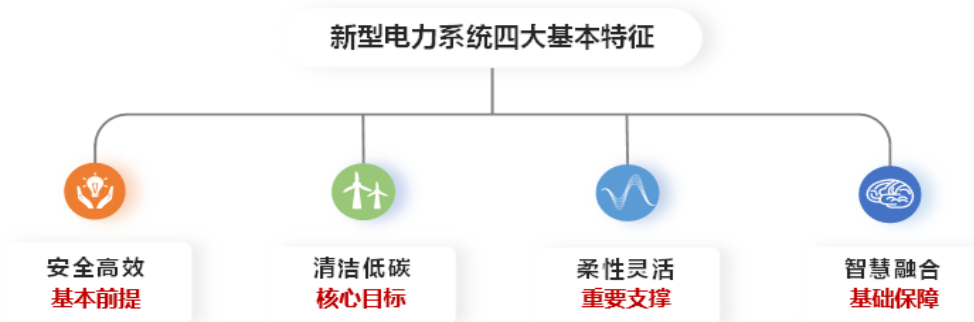 新型电力系统四大基本特征
安全高效
基本前提
清洁低碳
核心目标
柔性灵活
重要支撑
智慧融合
基础保障